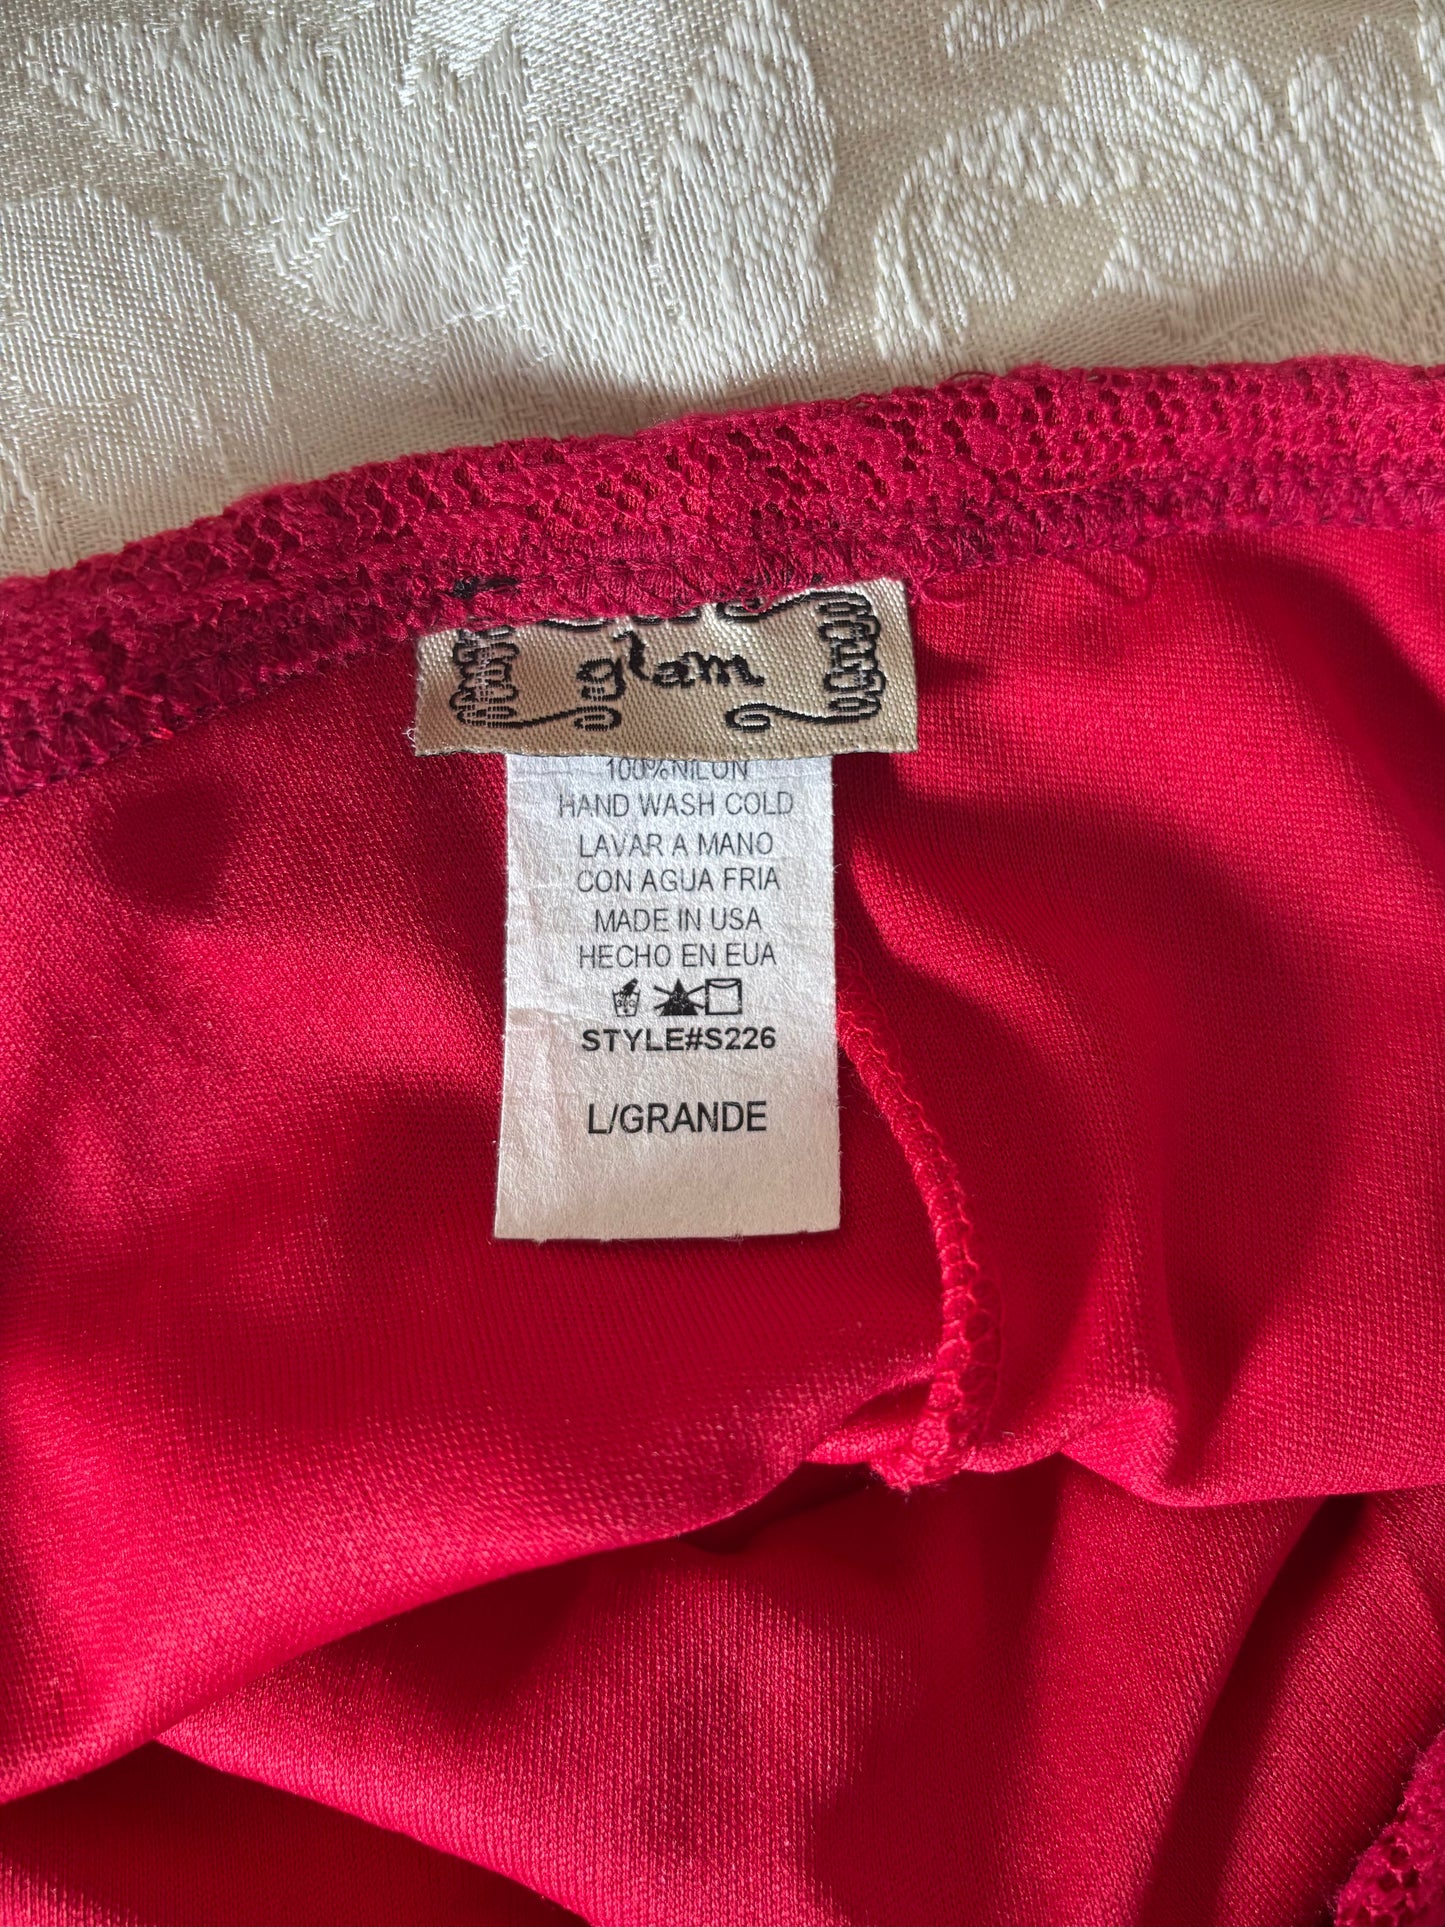 glam
100%NILON
HAND WASH COLD
LAVAR A MANO
CON AGUA FRIA
MADE IN USA
HECHO EN EUA
STYLE#S226
L/GRANDE